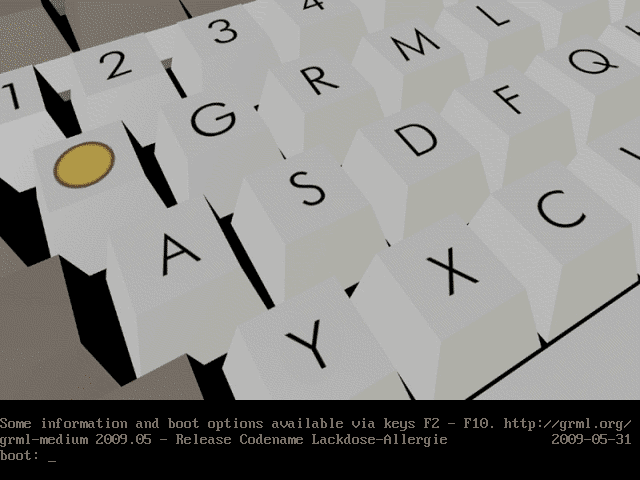 1 2 3 4
G R M L
A S D F Q
Y X C
Some information and boot options available via keys F2 - F10. http://grml.org/
grml-medium 2009.05 - Release Codename Lackdose-Allergie 2009-05-31
boot: _